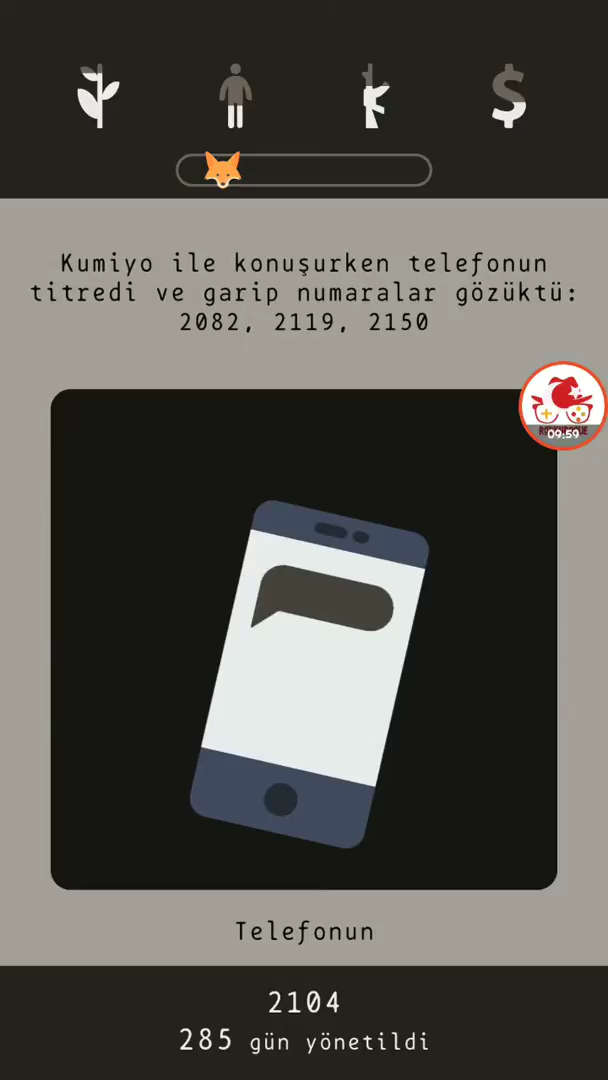 Kumiyo ile konuşurken telefonun
titredi ve garip numaralar gözüktü:
2082, 2119, 2150
09:59
Telefonun
2104
285 gün yönetildi